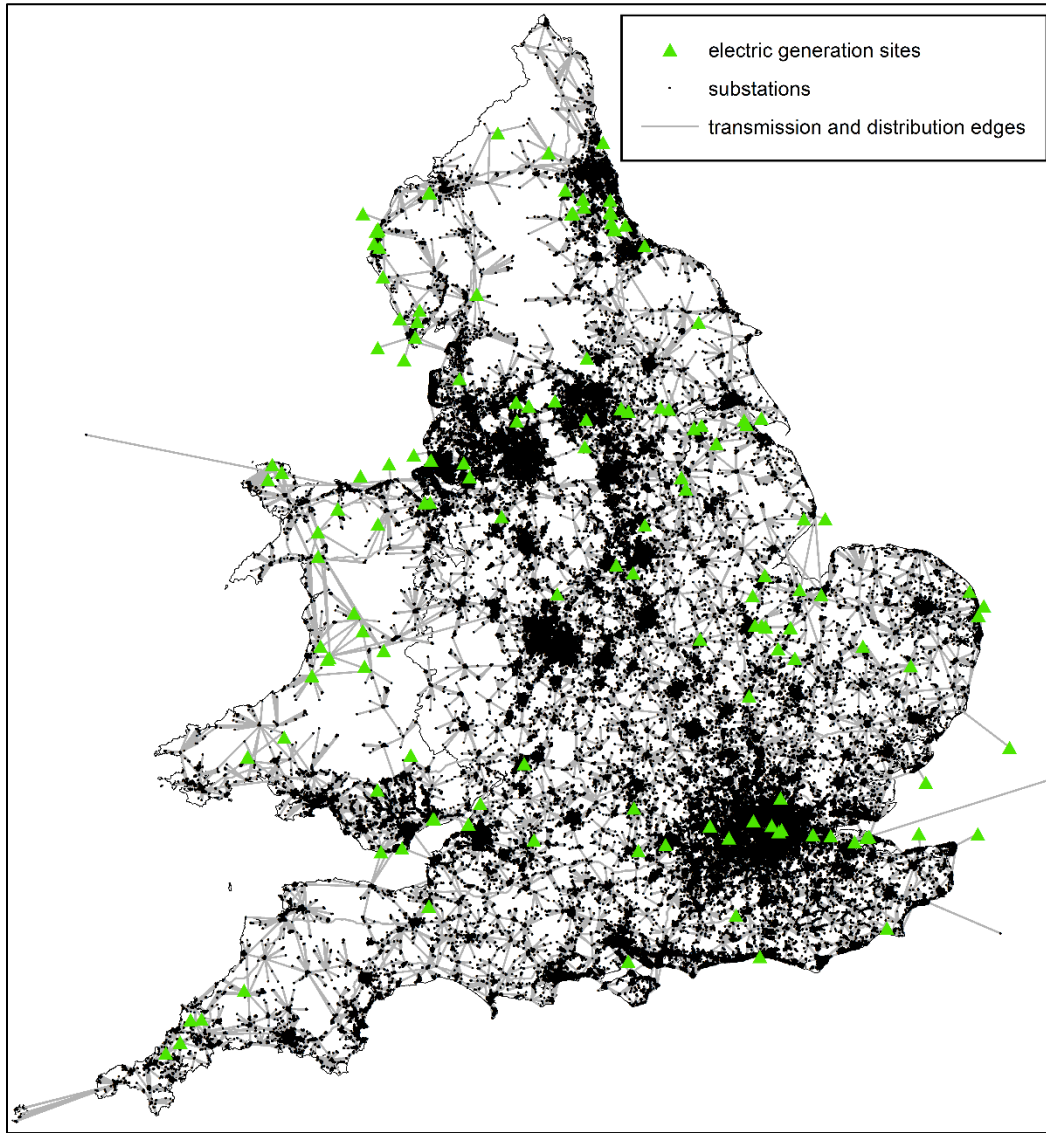 electric generation sites
substations
transmission and distribution edges